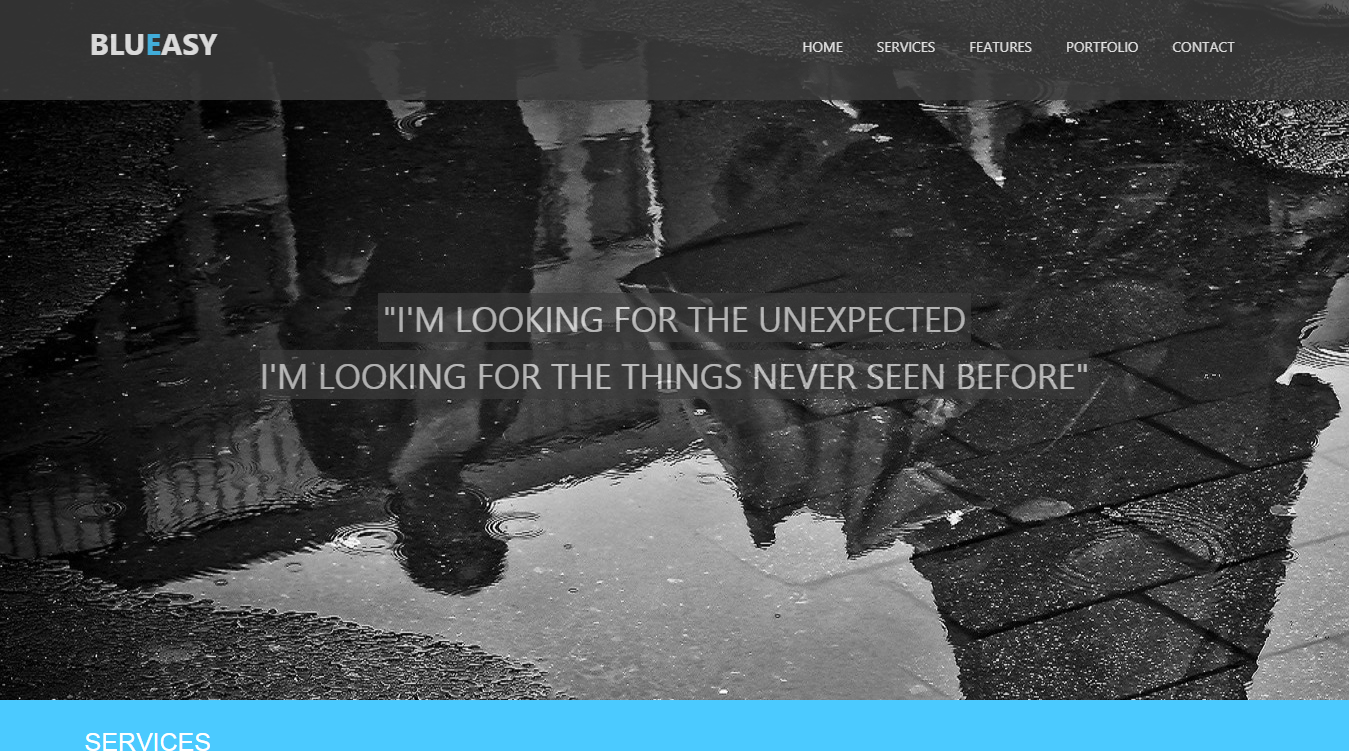 BLUEASY
HOME SERVICES FEATURES PORTFOLIO CONTACT
"I'M LOOKING FOR THE UNEXPECTED
I'M LOOKING FOR THE THINGS NEVER SEEN BEFORE"
SERVICES